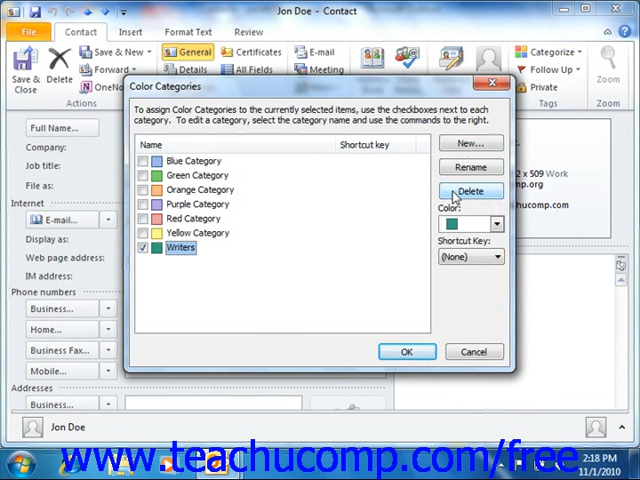 Jon Doe - Contact
File Contact Insert Format Text Review
Save & Close
Delete
Save & New
Forward
OneNo
Actions
General
Details
Certificates
All Fields
E-mail
Meeting
Categorize
Follow Up
Private
Tags
Zoom
Zoom
Color Categories
To assign Color Categories to the currently selected items, use the checkboxes next to each
category. To edit a category, select the category name and use the commands to the right.
Name Shortcut key
Blue Category
Green Category
Orange Category
Purple Category
Red Category
Yellow Category
Writers
New...
Rename
Delete
Color:
Shortcut Key:
(None)
OK Cancel
Full Name...
Company:
Job title:
File as:
Internet
E-mail...
Display as:
Web page address:
IM address:
Phone numbers
Business...
Home...
Business Fax...
Mobile...
Addresses
Business...
2 x 509 Work
mp.org
hucomp.com
Jon Doe
www.teachucomp.com/free
2:18 PM
11/1/2010